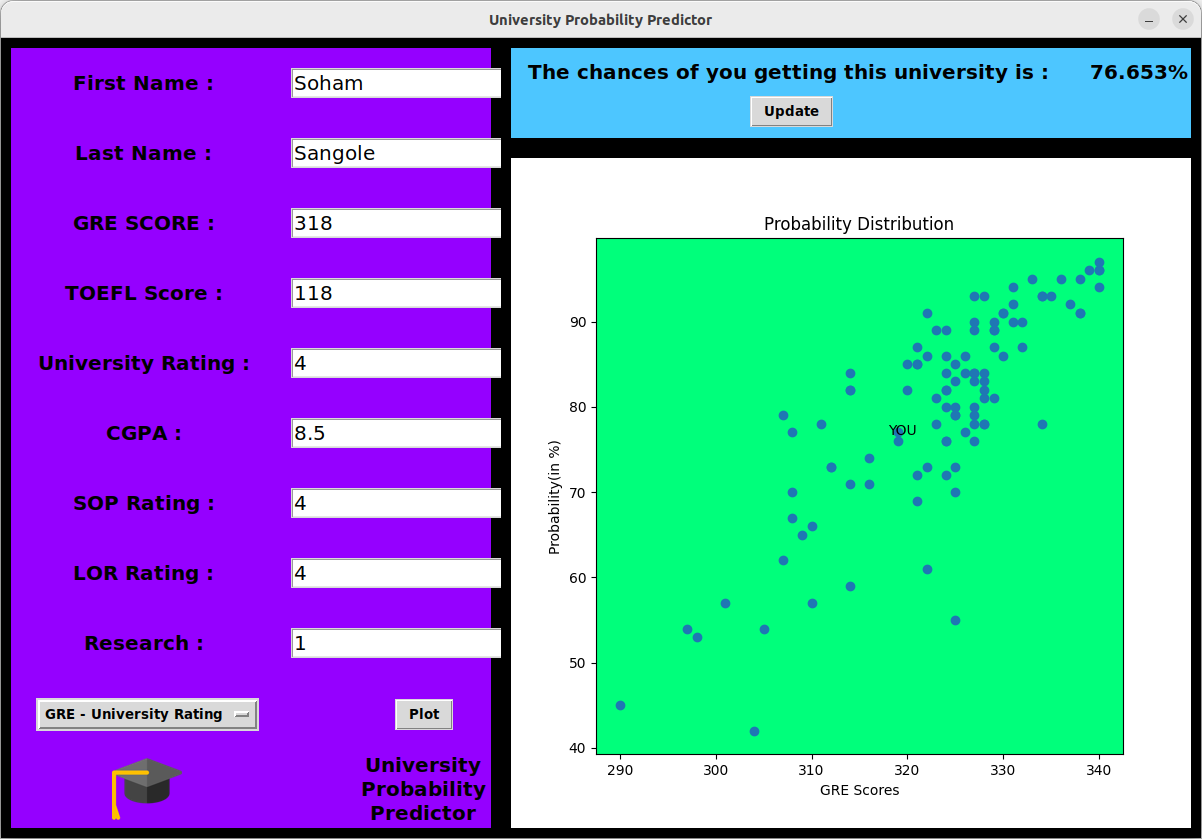 University Probability Predictor
First Name :
Soham
Last Name :
Sangole
GRE SCORE :
318
TOEFL Score :
118
University Rating :
4
CGPA :
8.5
SOP Rating :
4
LOR Rating :
4
Research :
1
GRE - University Rating
Plot
University
Probability
Predictor
The chances of you getting this university is : 76.653%
Update
Probability Distribution
Probability(in %)
90
80
70
60
50
40
YOU
290 300 310 320 330 340
GRE Scores